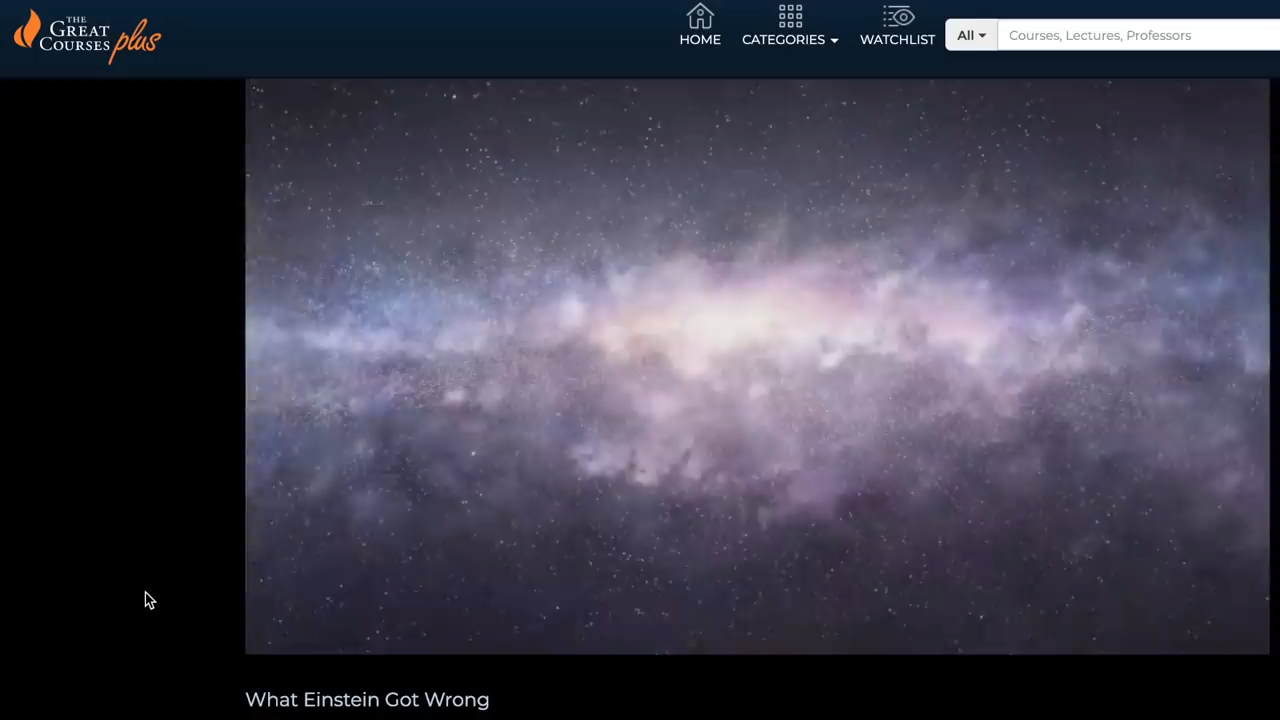 THE
GREAT
COURSES plus
HOME
CATEGORIES
WATCHLIST
All
Courses, Lectures, Professors
What Einstein Got Wrong